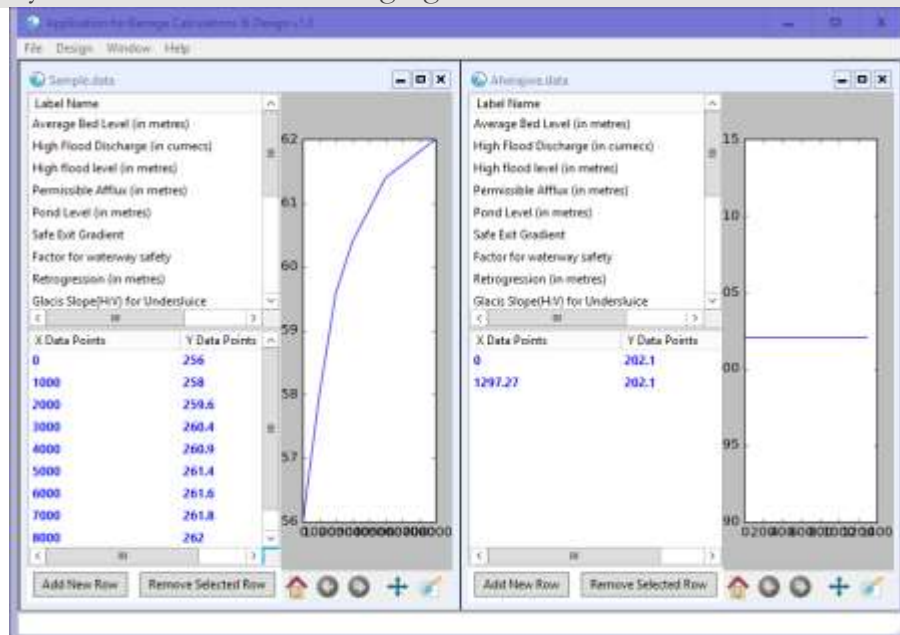 Application for Barrage Calculations & Design v1.0
File Design Window Help
Sample.data
Label Name
Average Bed Level (in metres)
High Flood Discharge (in cumecs)
High flood level (in metres)
Permissible Afflux (in metres)
Pond Level (in metres)
Safe Exit Gradient
Factor for waterway safety
Retrogression (in metres)
Glacis Slope(H:V) for Undersluice
X Data Points Y Data Points
0 256
1000 258
2000 259.6
3000 260.4
4000 260.9
5000 261.4
6000 261.6
7000 261.8
8000 262
62
61
60
59
58
57
56
Add New Row Remove Selected Row
Label Name
Average Bed Level (in metres)
High Flood Discharge (in cumecs)
High flood level (in metres)
Permissible Afflux (in metres)
Pond Level (in metres)
Safe Exit Gradient
Factor for waterway safety
Retrogression (in metres)
Glacis Slope(H:V) for Undersluice
X Data Points Y Data Points
0 202.1
1297.27 202.1
15
10
05
00
95
90
Add New Row Remove Selected Row